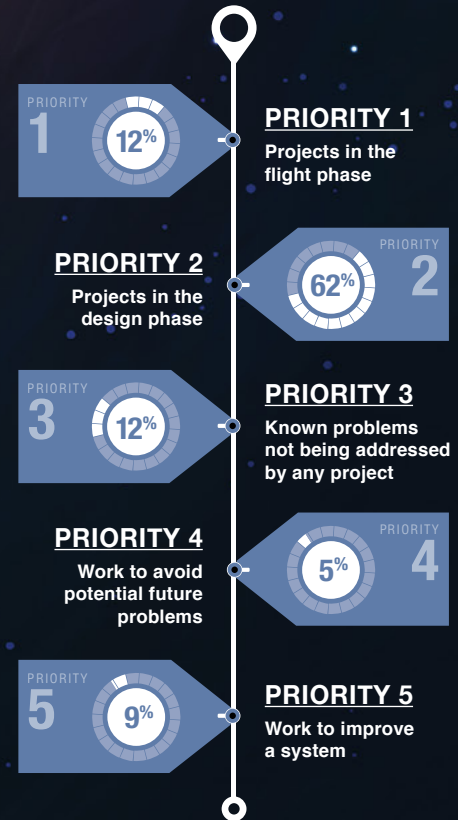 PRIORITY
1
12%
PRIORITY 1
Projects in the
flight phase
PRIORITY 2
Projects in the
design phase
PRIORITY
2
62%
PRIORITY
3
12%
PRIORITY 3
Known problems
not being addressed
by any project
PRIORITY 4
Work to avoid
potential future
problems
PRIORITY
4
5%
PRIORITY
5
9%
PRIORITY 5
Work to improve
a system